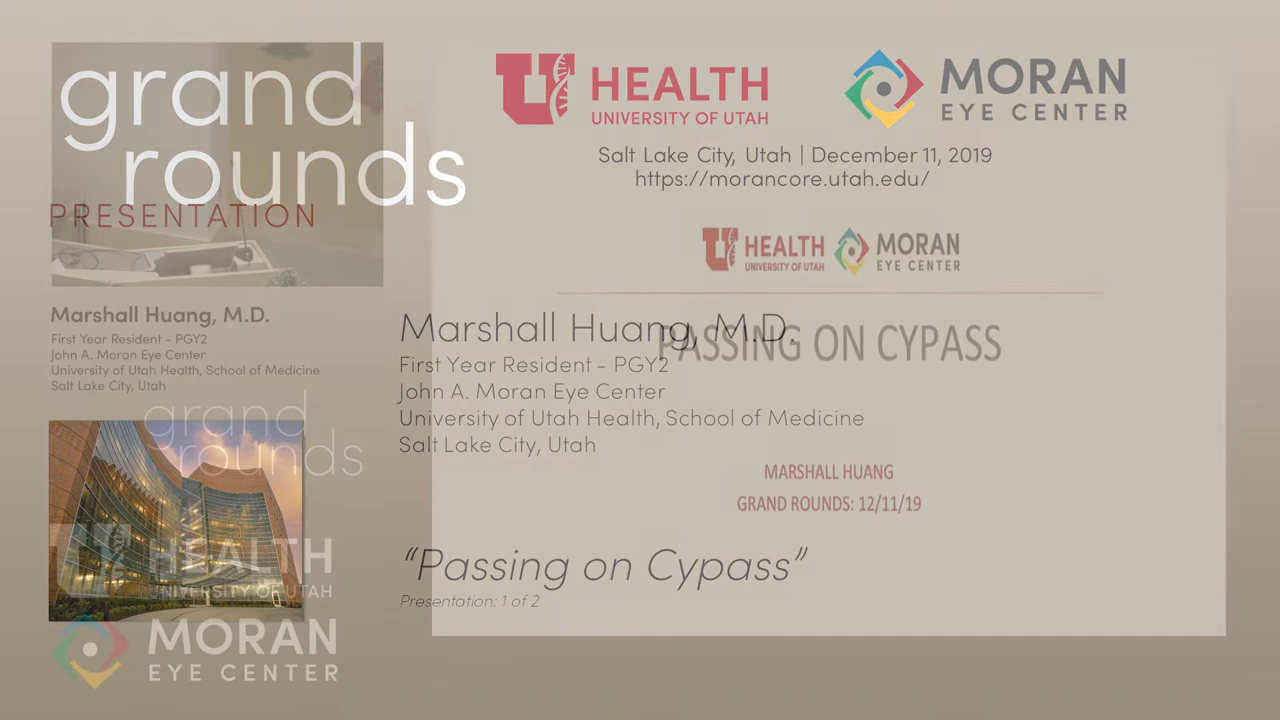 grand
rounds
PRESENTATION
Marshall Huang, M.D.
First Year Resident - PGY2
John A. Moran Eye Center
University of Utah Health, School of Medicine
Salt Lake City, Utah
grand
rounds
HEALTH
UNIVERSITY OF UTAH
MORAN
EYE CENTER
U HEALTH
UNIVERSITY OF UTAH
MORAN
EYE CENTER
Salt Lake City, Utah | December 11, 2019
https://morancore.utah.edu/
U HEALTH
UNIVERSITY OF UTAH
MORAN
EYE CENTER
PASSING ON CYPASS
Marshall Huang, M.D.
First Year Resident - PGY2
John A. Moran Eye Center
University of Utah Health, School of Medicine
Salt Lake City, Utah
MARSHALL HUANG
GRAND ROUNDS: 12/11/19
“Passing on Cypass”
Presentation: 1 of 2